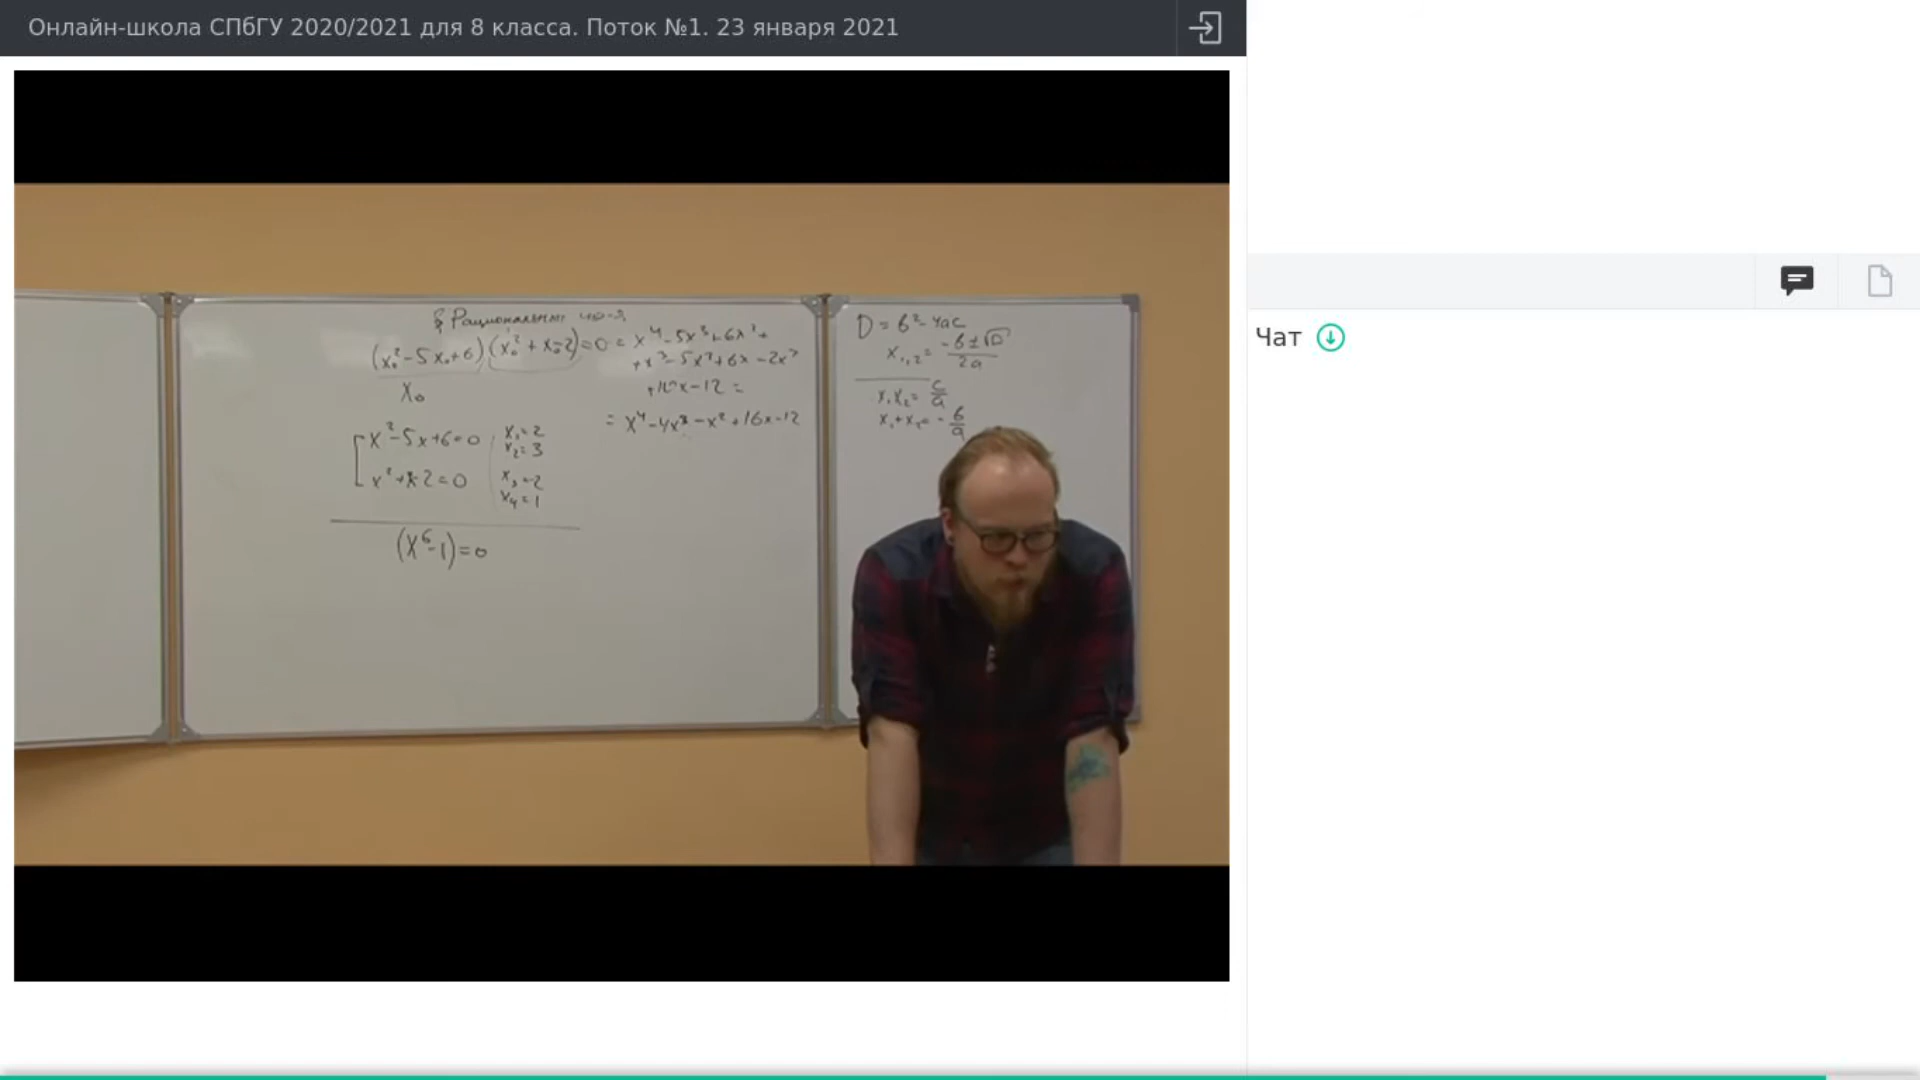 Онлайн-школа СПбГУ 2020/2021 для 8 класса. Поток №1. 23 января 2021
Чат
§ Рациональные
(x₀²-5x₀+6)(x₀²+x₀-2)=0 = x⁴-5x³+6x²+
+x³-5x²+6x-2x²
+10x-12 =
= x⁴-4x³-x²+16x-12
x₀
x²-5x+6=0
x₁=2
x₂=3
x²+x-2=0
x₃=-2
x₄=1
(x⁶-1)=0
D = b²-4ac
x₁,₂= -b±√D / 2a
x₁x₂= c/a
x₁+x₂= -b/a